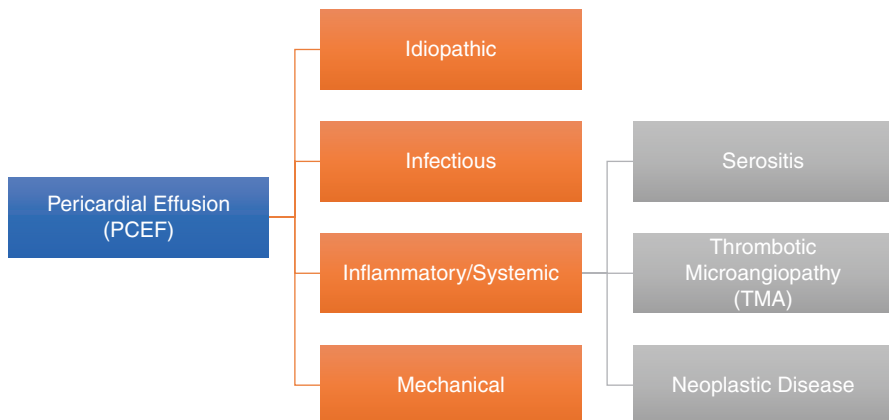 Pericardial Effusion
(PCEF)
Idiopathic
Infectious
Inflammatory/Systemic
Mechanical
Serositis
Thrombotic
Microangiopathy
(TMA)
Neoplastic Disease